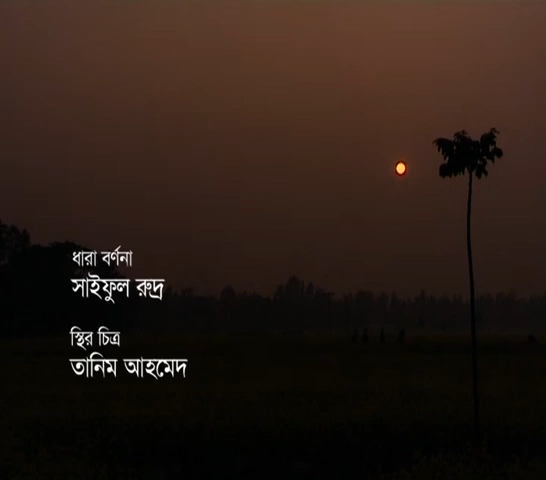 ধারা বর্ণনা
সাইফুল রুদ্র
স্থির চিত্র
তানিম আহমেদ